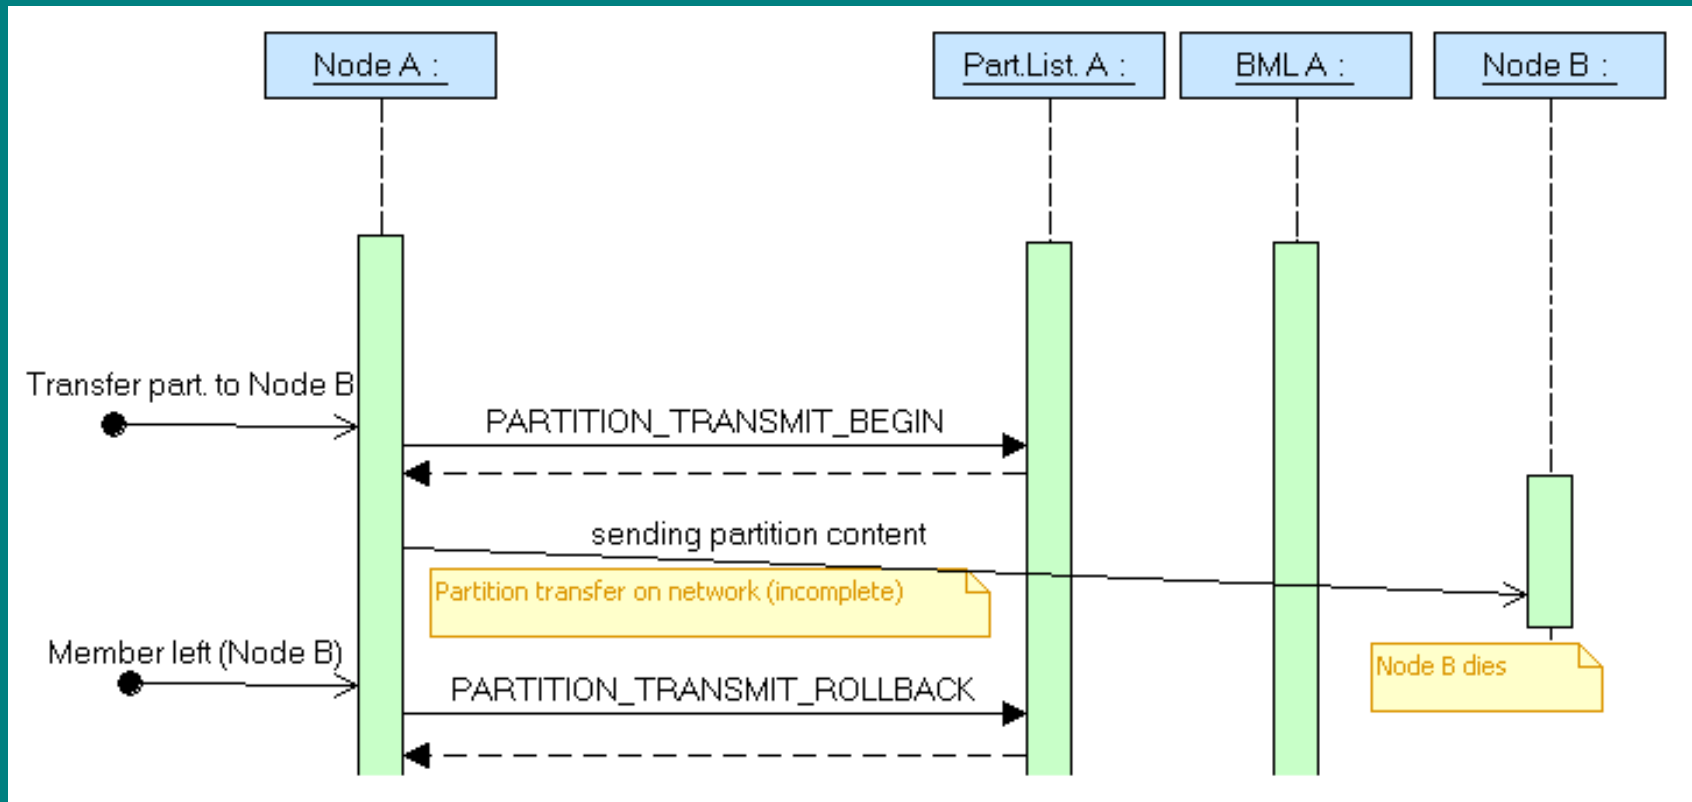 Node A :
Part.List. A :
BML A :
Node B :
Transfer part. to Node B
PARTITION_TRANSMIT_BEGIN
sending partition content
Partition transfer on network (incomplete)
Member left (Node B)
Node B dies
PARTITION_TRANSMIT_ROLLBACK